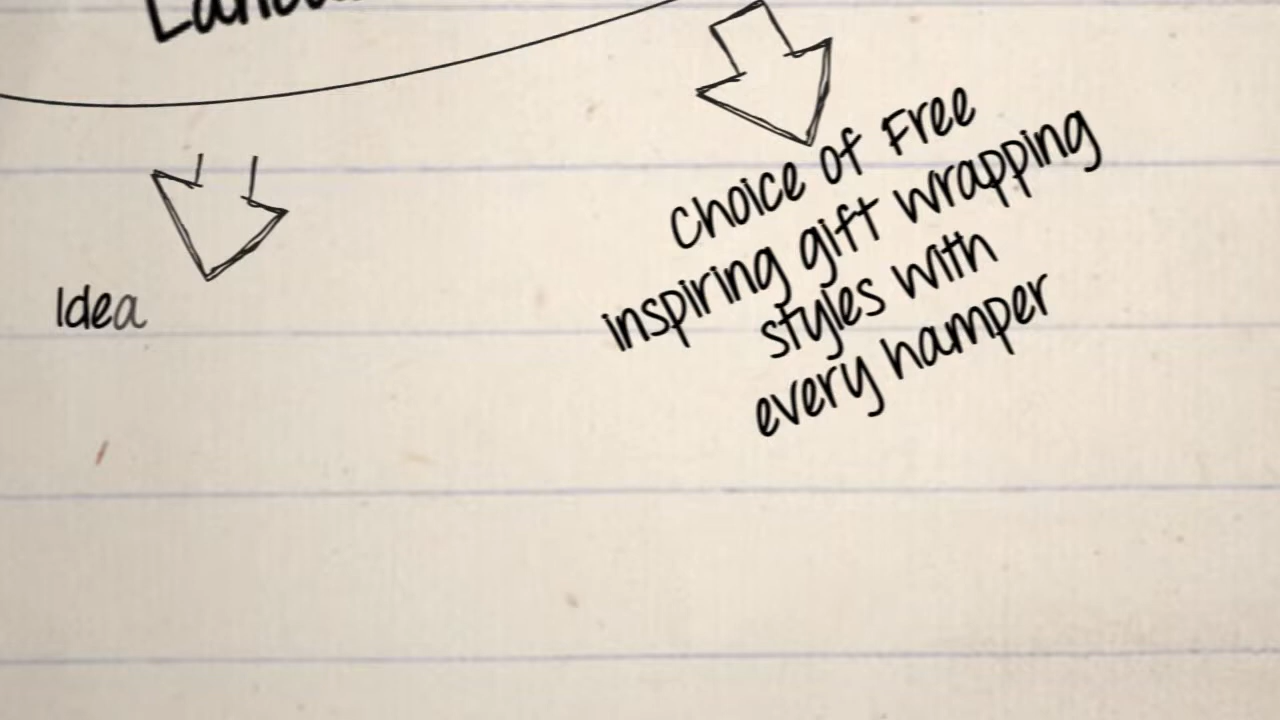 Idea
choice of Free
inspiring gift wrapping
styles with
every hamper